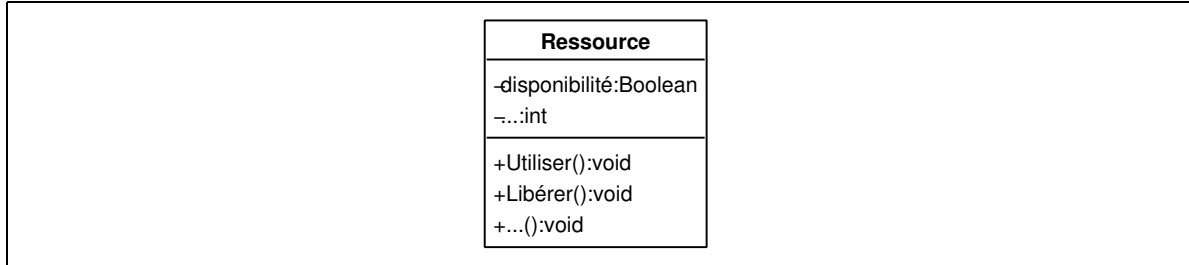 Ressource
-disponibilité:Boolean
-...:int
+Utiliser():void
+Libérer():void
+...():void